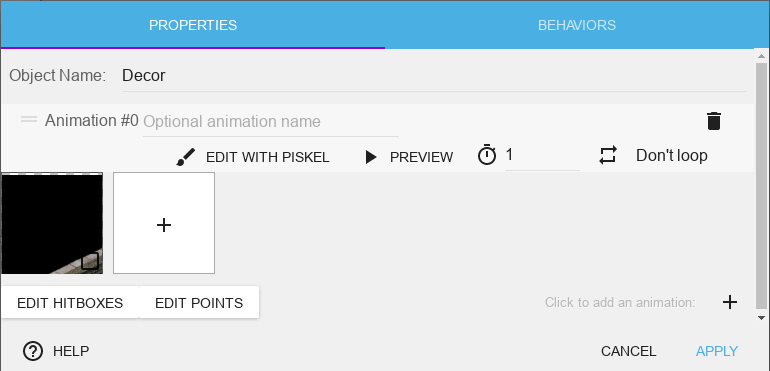 PROPERTIES BEHAVIORS
Object Name: Decor
Animation #0 Optional animation name
EDIT WITH PISKEL PREVIEW 1 Don't loop
EDIT HITBOXES EDIT POINTS Click to add an animation:
HELP CANCEL APPLY